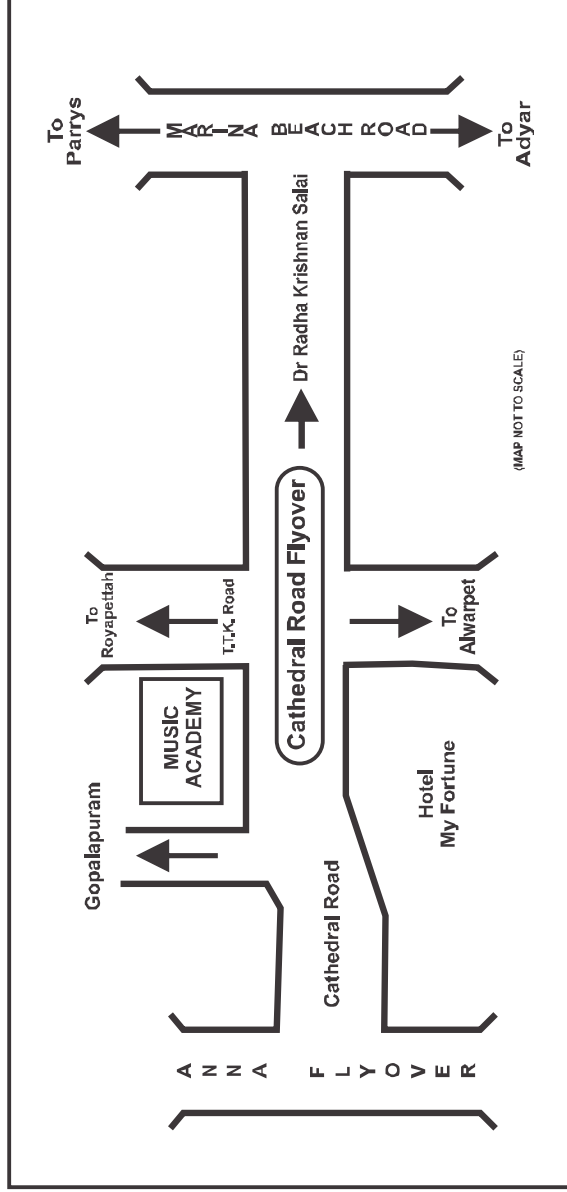 To
Parrys
MARINA BEACH ROAD
To
Adyar
Dr Radha Krishnan Salai
(MAP NOT TO SCALE)
To
Royapettah
T.T.K. Road
Cathedral Road Flyover
To
Alwarpet
MUSIC
ACADEMY
Gopalapuram
Hotel
My Fortune
Cathedral Road
ANNA FLYOVER